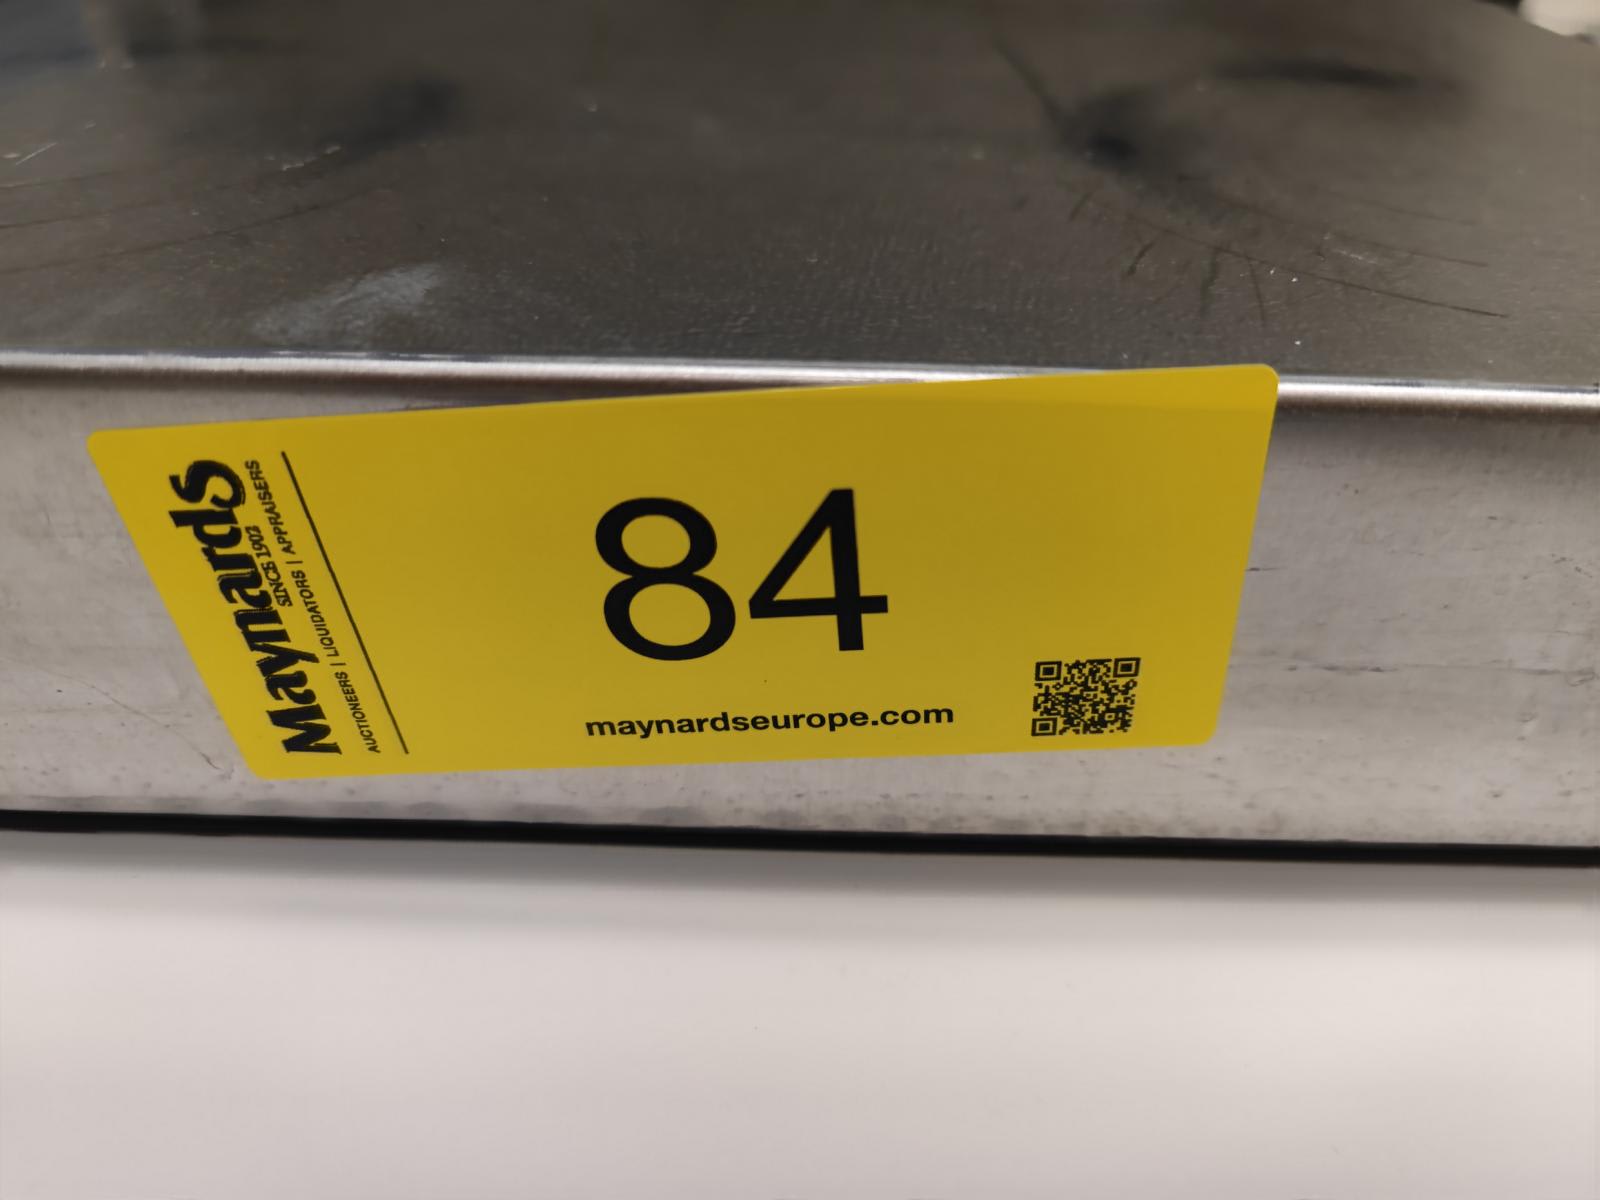 Maynards
SINCE 1902
AUCTIONEERS | LIQUIDATORS | APPRAISERS
84
maynardseurope.com